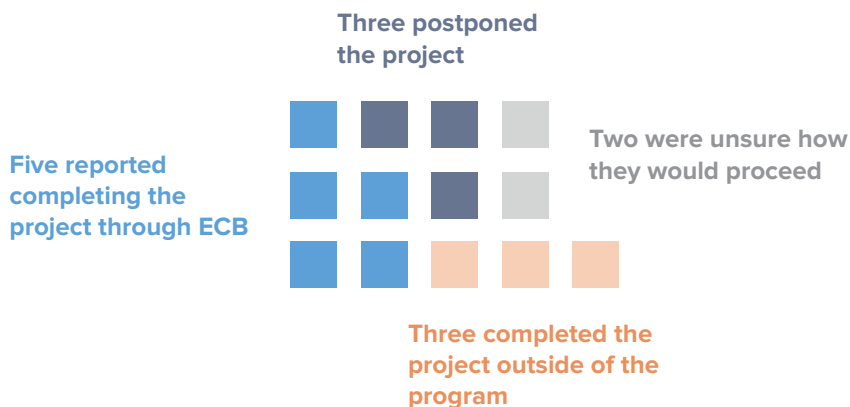 Three postponed
the project
Five reported
completing the
project through ECB
Two were unsure how
they would proceed
Three completed the
project outside of the
program